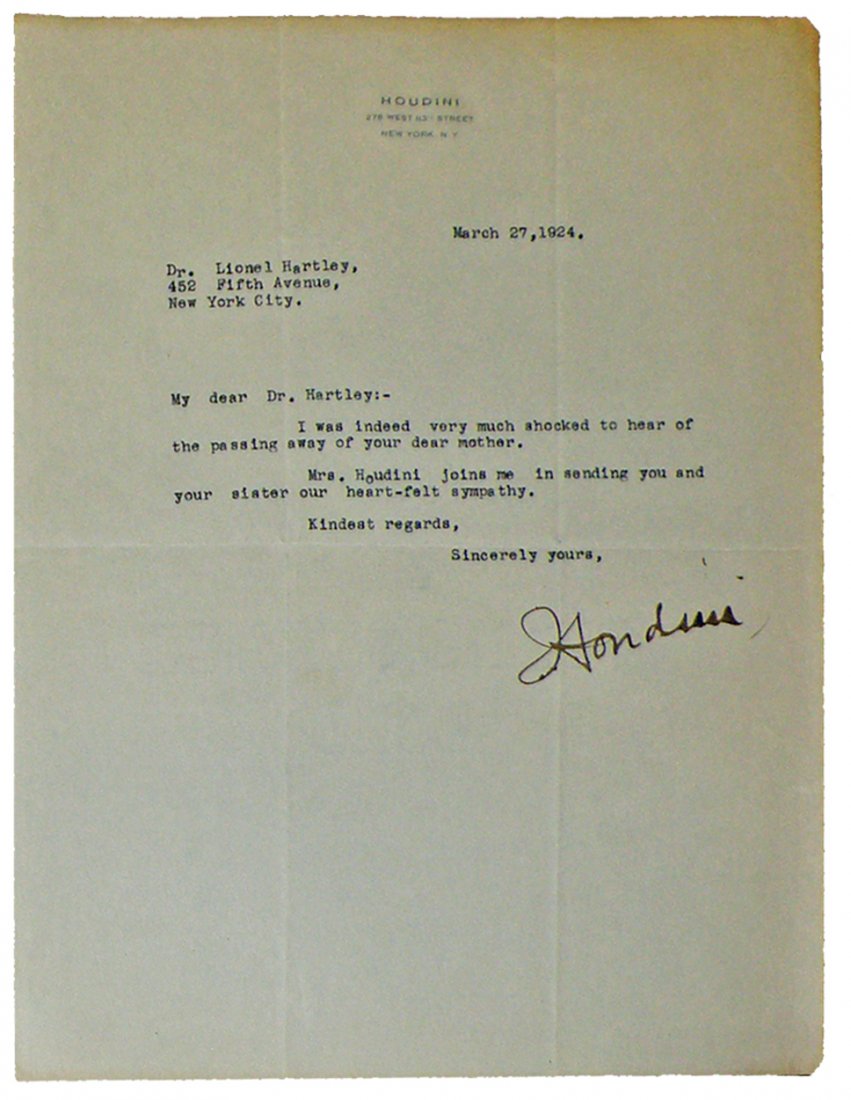 HOUDINI
278 WEST 113TH STREET
NEW YORK, N.Y.
March 27,1924.
Dr. Lionel Hartley,
452 Fifth Avenue,
New York City.
My dear Dr. Hartley:-
I was indeed very much shocked to hear of
the passing away of your dear mother.
Mrs. Houdini joins me in sending you and
your sister our heart-felt sympathy.
Kindest regards,
Sincerely yours,
Houdini